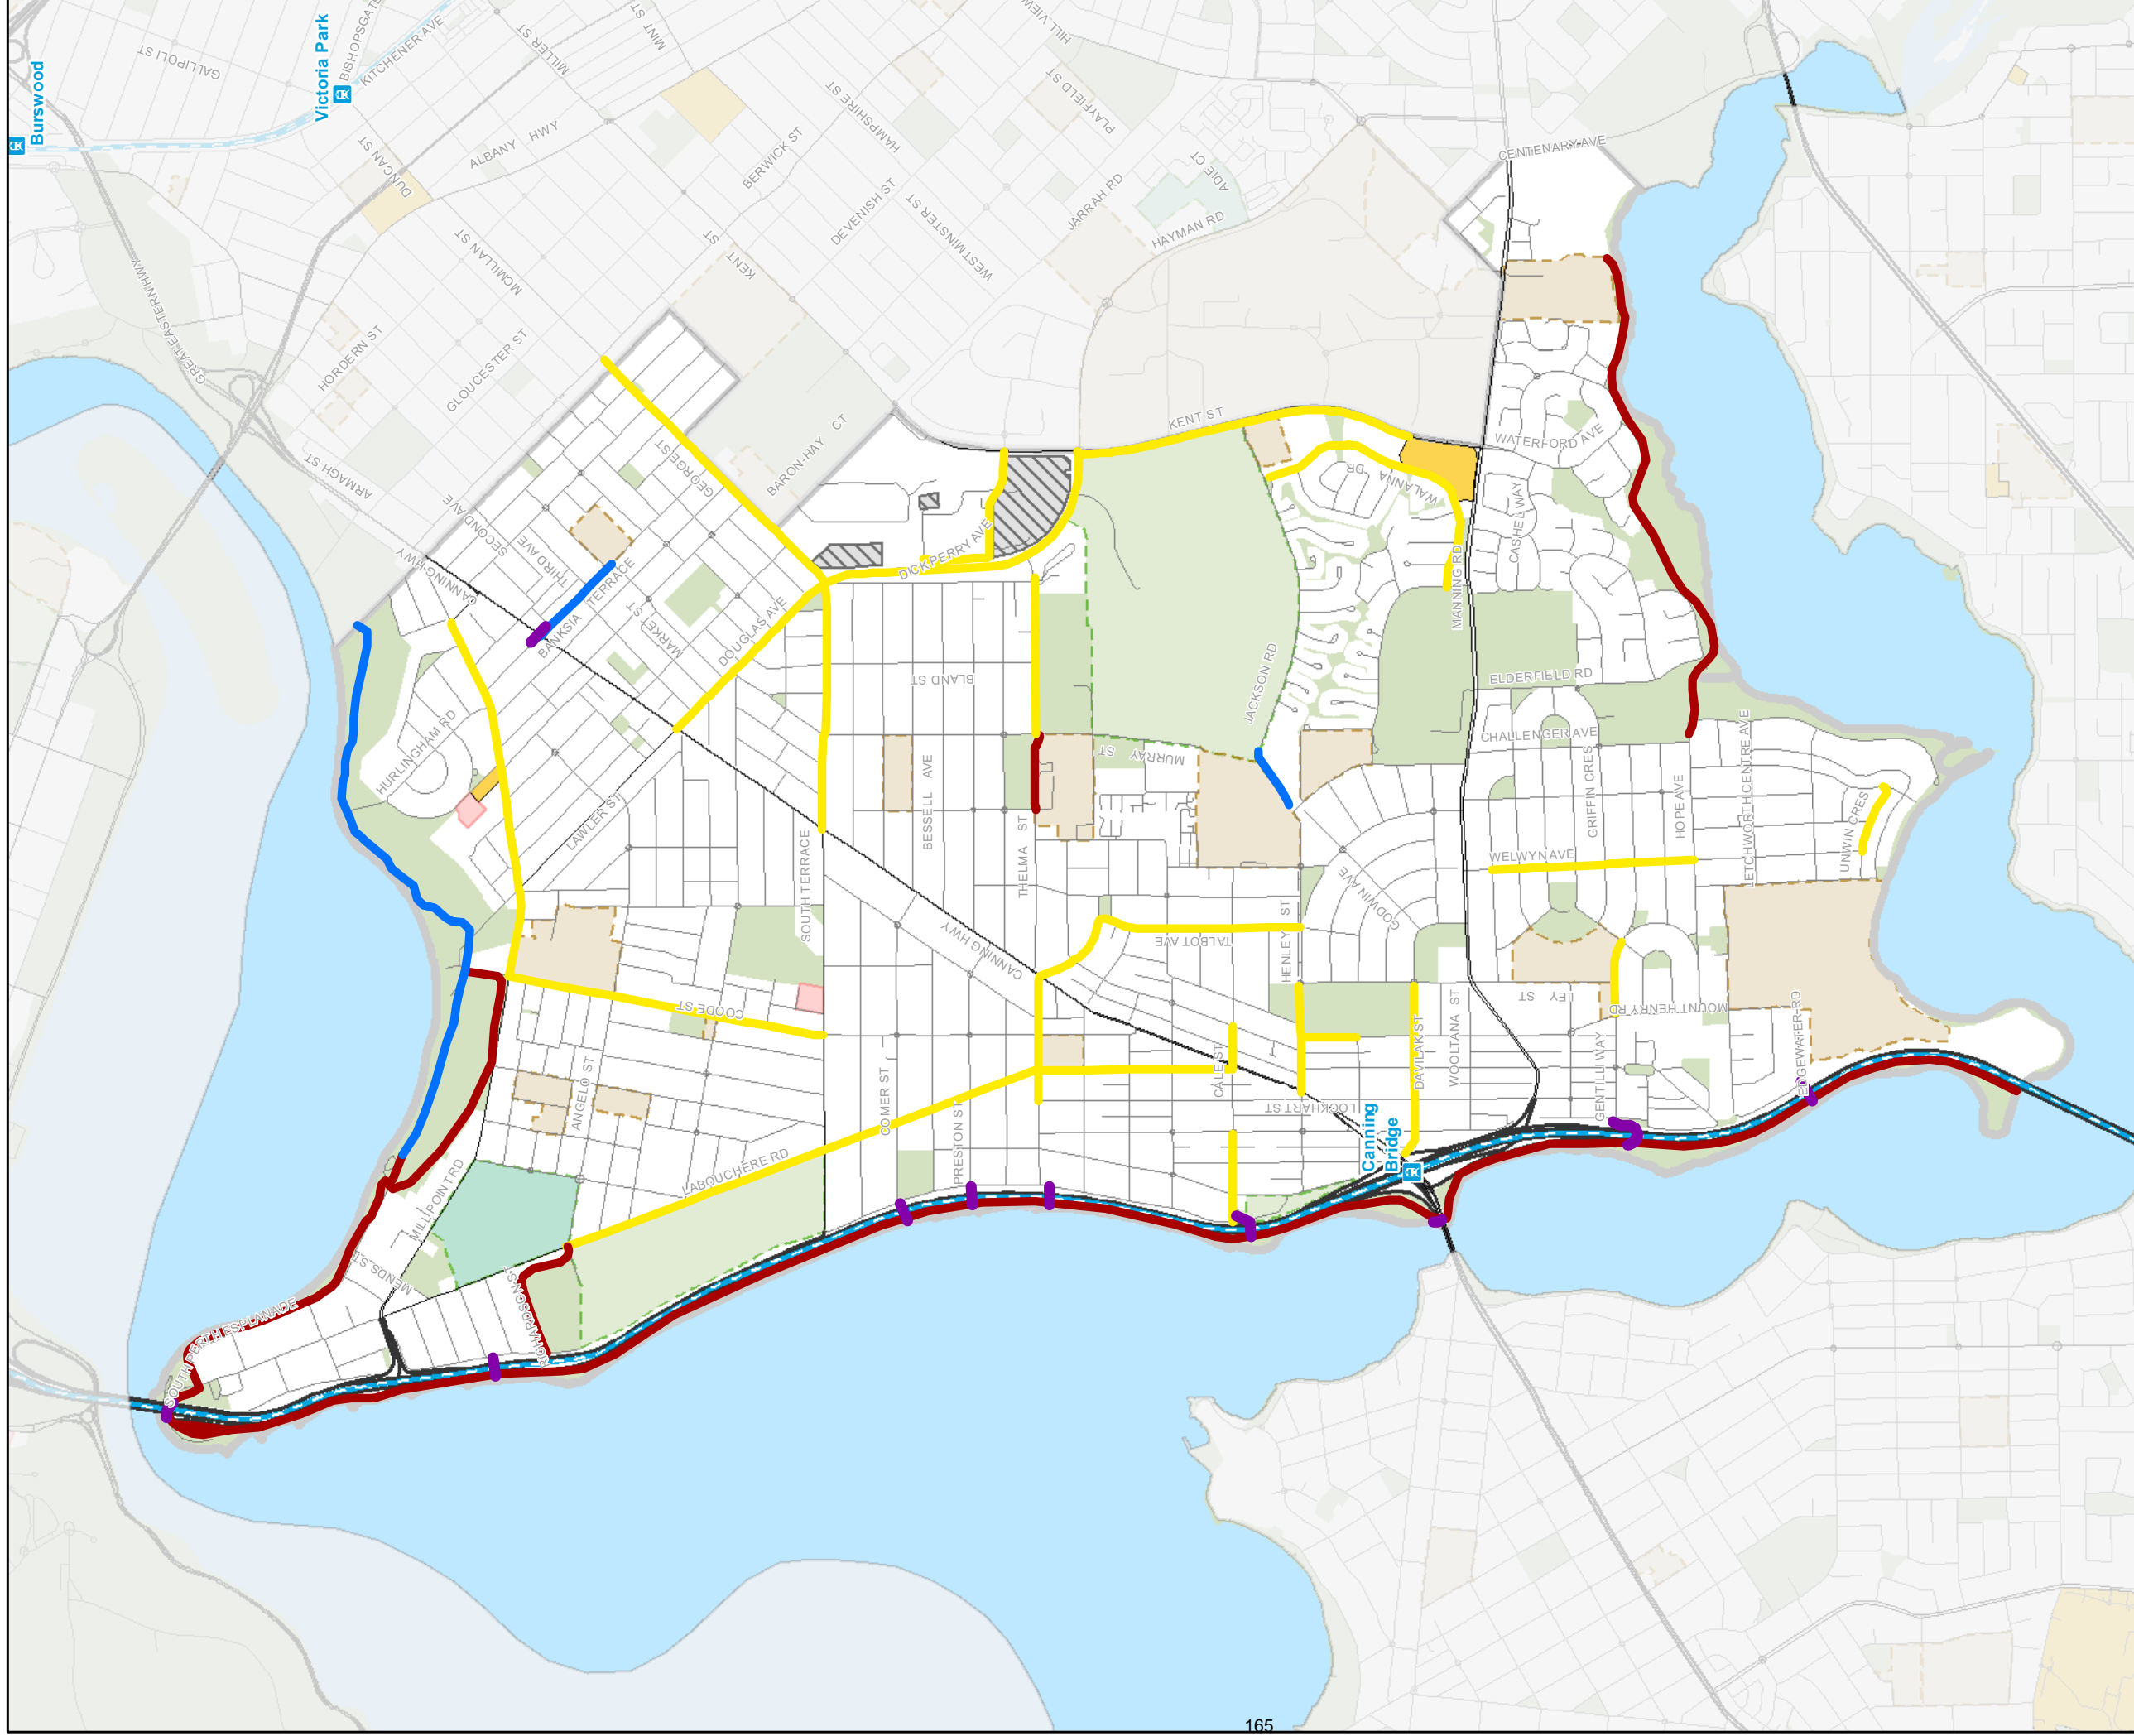 Burswood
Victoria Park
GALLIPOLI ST
BISHOPSGATE
KITCHENER AVE
MILLER ST
MINT ST
HILL VIEW
ALBANY HWY
DUNCAN ST
BERWICK ST
HAMPSHIRE ST
PLAYFIELD ST
ADIE CT
CENTENARY AVE
DEVENISH ST
WESTMINSTER ST
JARRAH RD
HAYMAN RD
MCMILLAN ST
KENT
ST
GREAT EASTERN HWY
HORDERN ST
GLOUCESTER ST
ARMAGH ST
GEORGE ST
BARON-HAY CT
KENT ST
WATERFORD AVE
WALANNA
DR
CASHEL WAY
SECOND AVE
THIRD AVE
CANNING HWY
BANKSIA TERRACE
MARKET ST
DOUGLAS AVE
DICK PERRY AVE
MANNING RD
BLAND ST
JACKSON RD
ELDERFIELD RD
HURLINGHAM RD
MURRAY ST
CHALLENGER AVE
GRIFFIN CRES
HOPE AVE
LETCHWORTH CENTRE AVE
LAWLER ST
BESSELL AVE
THELMA ST
WELWYN AVE
UNWIN CRES
SOUTH TERRACE
GODWIN AVE
CANNING HWY
TALBOT AVE
HENLEY ST
COODE ST
LEY ST
MOUNT HENRY RD
EDGEWATER RD
ANGELO ST
COMER ST
PRESTON ST
CALE ST
DAVILAK ST
WOOLTANA ST
GENTILLI WAY
LOCKHART ST
Canning
Bridge
LABOUCHERE RD
MILL POINT RD
MENDS ST
SOUTH PERTH ESPLANADE
RICHARDSON ST
165